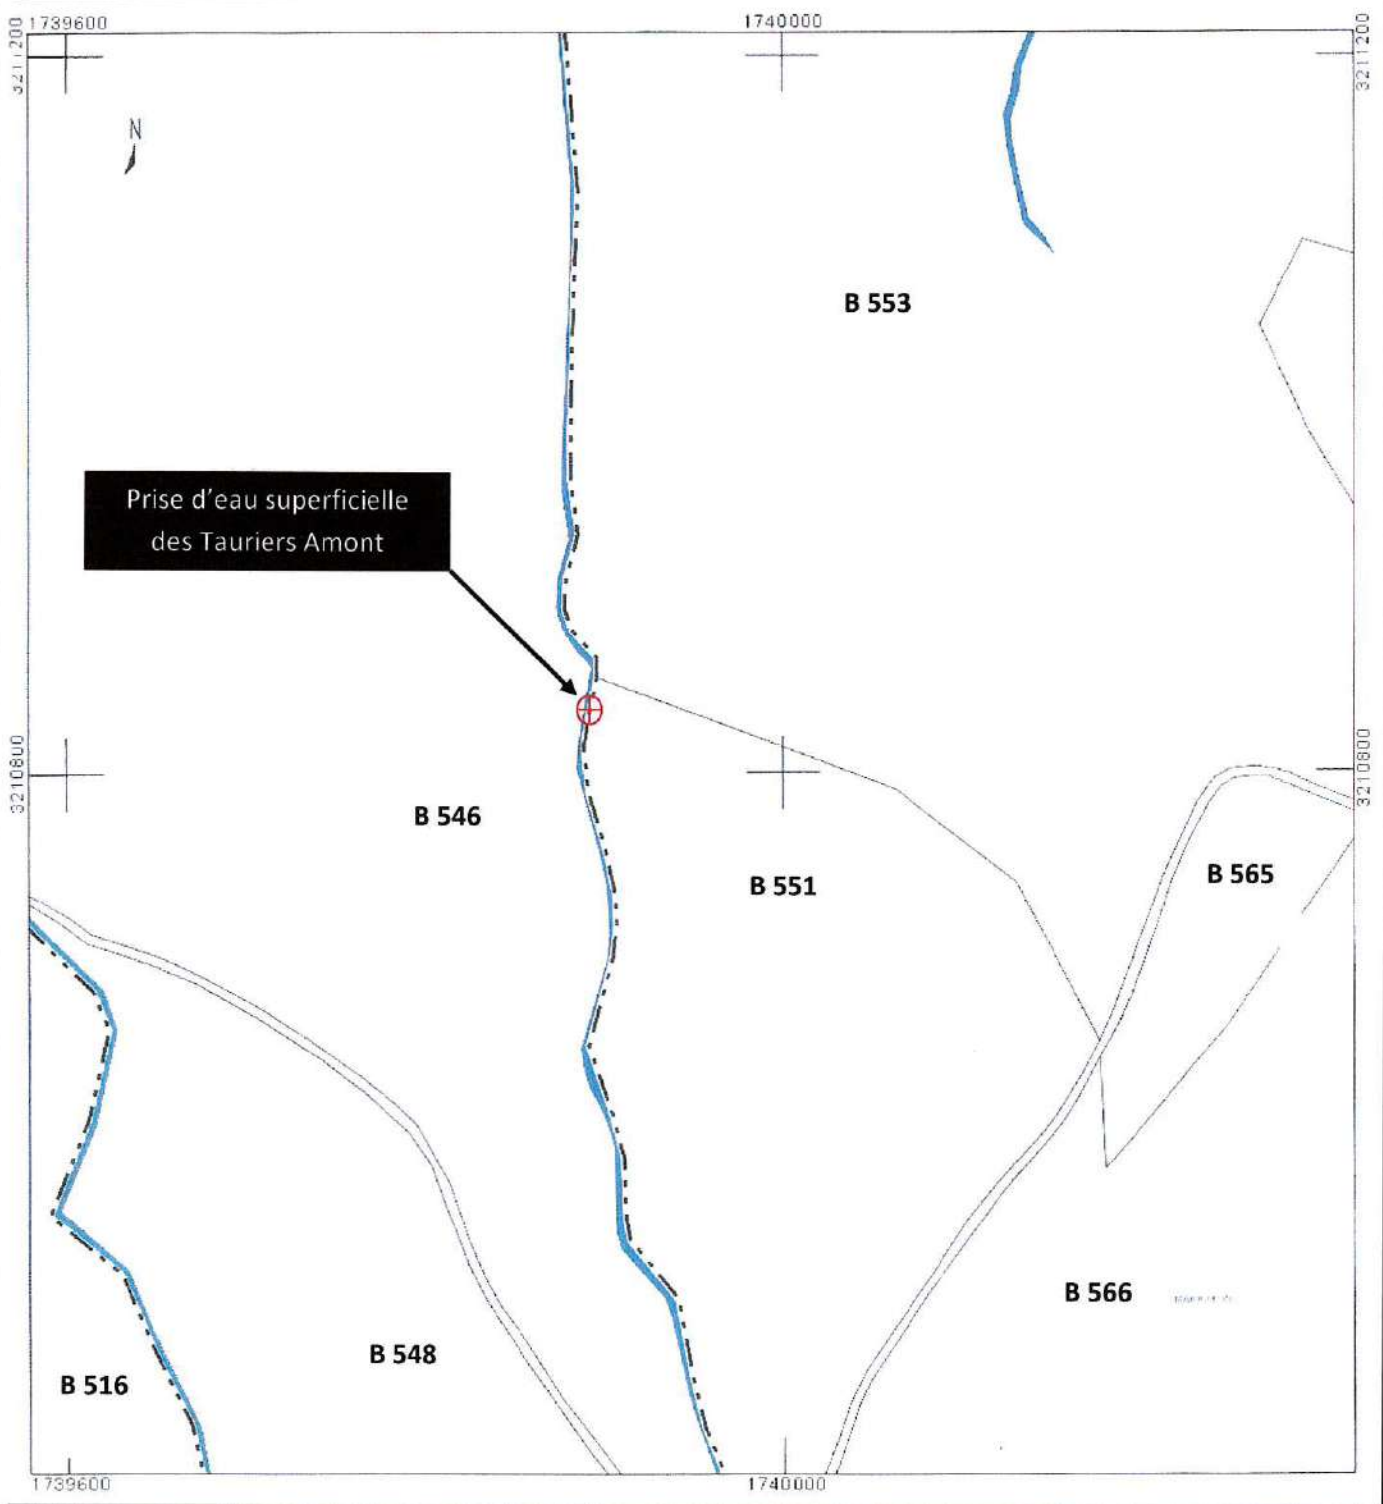 1739600
1740000
3211200
3211200
N
B 553
Prise d'eau superficielle
des Tauriers Amont
3210800
3210800
B 546
B 551
B 565
B 566
B 548
B 516
1739600
1740000